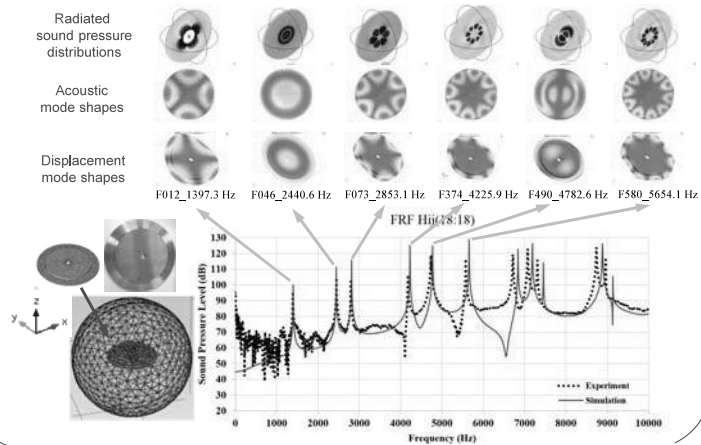 Radiated
sound pressure
distributions
Acoustic
mode shapes
Displacement
mode shapes
F012_1397.3 Hz
F046_2440.6 Hz
F073_2853.1 Hz
F374_4225.9 Hz
F490_4782.6 Hz
F580_5654.1 Hz
FRF Hij(18:18)
Sound Pressure Level (dB)
130
120
110
100
90
80
70
60
50
40
30
20
0 1000 2000 3000 4000 5000 6000 7000 8000 9000 10000
Frequency (Hz)
Experiment
Simulation
z
y
x